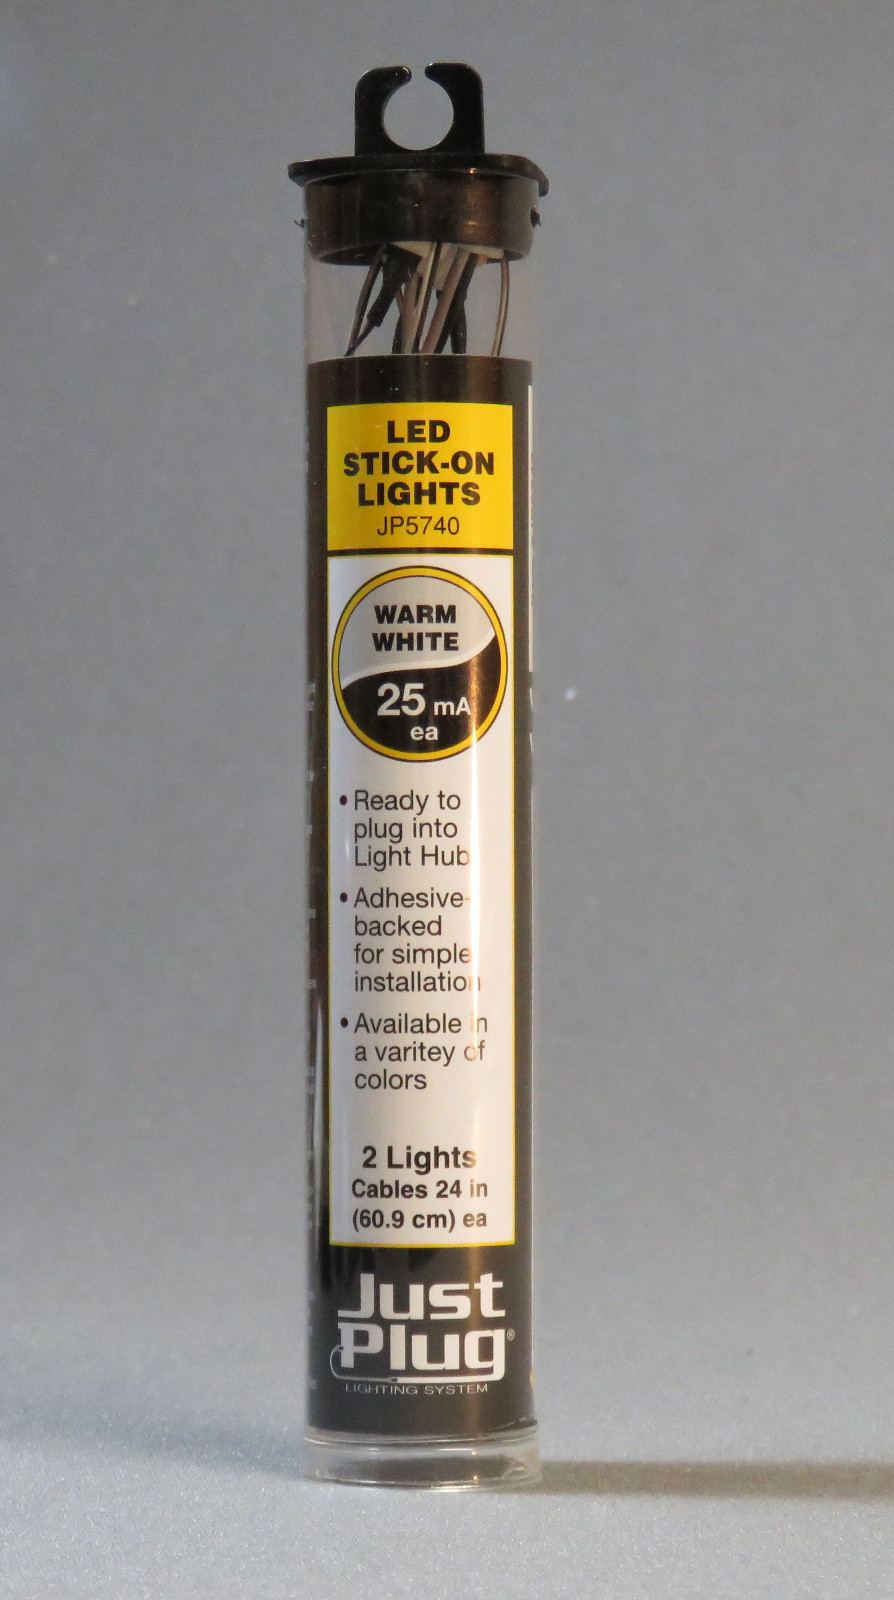 LED
STICK-ON
LIGHTS
JP5740
WARM
WHITE
25 mA
ea
• Ready to
plug into
Light Hub
• Adhesive-
backed
for simple
installation
• Available in
a varitey of
colors
2 Lights
Cables 24 in
(60.9 cm) ea
Just
Plug®
LIGHTING SYSTEM